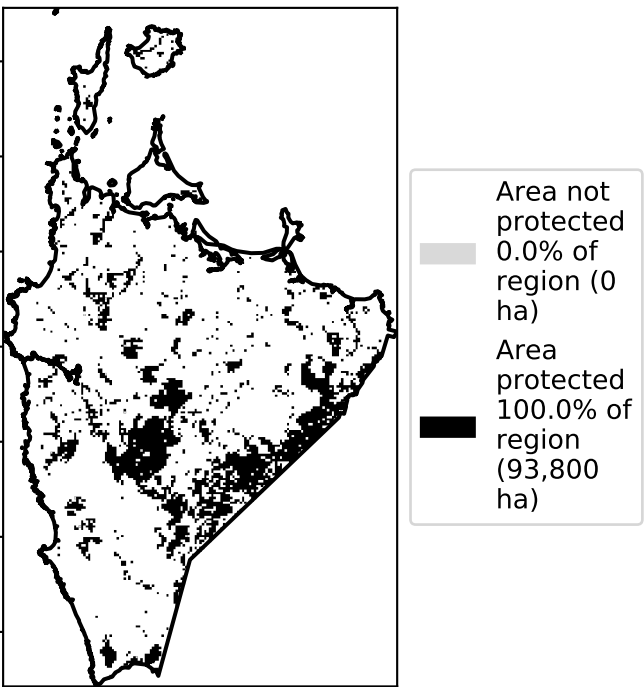 Area not
protected
0.0% of
region (0
ha)
Area
protected
100.0% of
region
(93,800
ha)